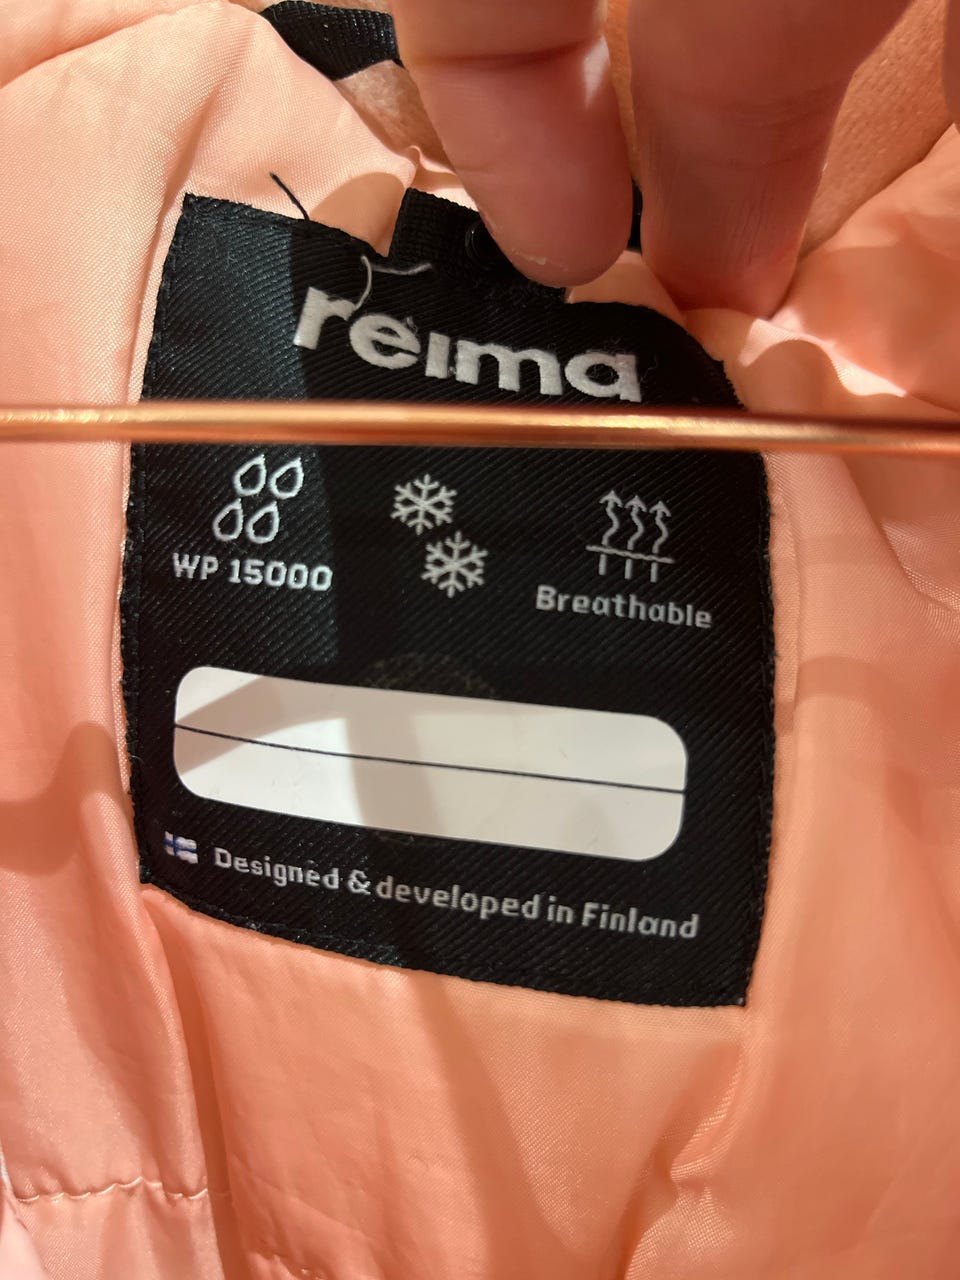 reima
WP 15000
Breathable
Designed & developed in Finland